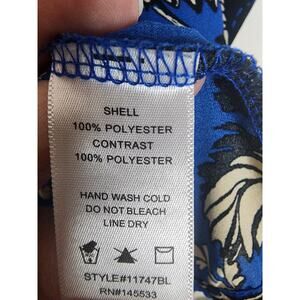 SHELL
100% POLYESTER
CONTRAST
100% POLYESTER
HAND WASH COLD
DO NOT BLEACH
LINE DRY
STYLE#11747BL
RN#145533